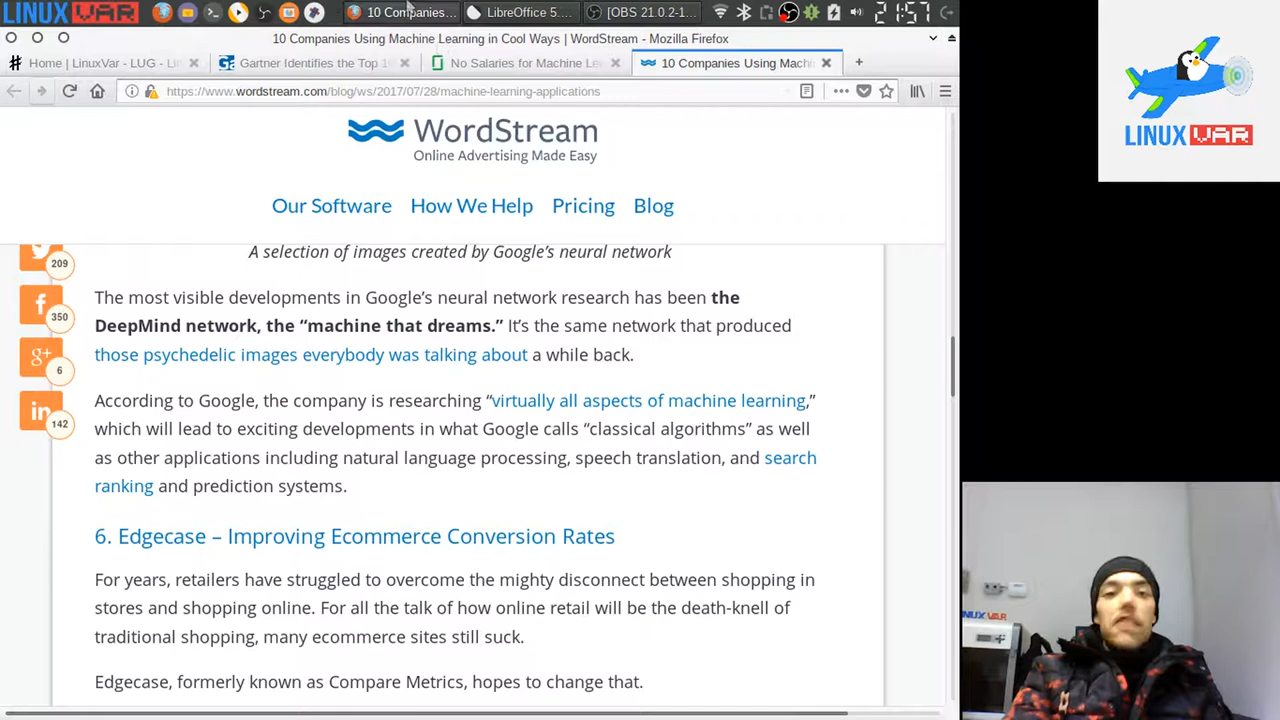 LINUX VAR
10 Companies...
LibreOffice 5....
[OBS 21.0.2-1...
21:57
10 Companies Using Machine Learning in Cool Ways | WordStream - Mozilla Firefox
Home | LinuxVar - LUG - Li
Gartner Identifies the Top 1
No Salaries for Machine Le
10 Companies Using Machi
https://www.wordstream.com/blog/ws/2017/07/28/machine-learning-applications
WordStream
Online Advertising Made Easy
Our Software How We Help Pricing Blog
209
350
6
142
A selection of images created by Google’s neural network
The most visible developments in Google’s neural network research has been the
DeepMind network, the “machine that dreams.” It’s the same network that produced
those psychedelic images everybody was talking about a while back.
According to Google, the company is researching “virtually all aspects of machine learning,”
which will lead to exciting developments in what Google calls “classical algorithms” as well
as other applications including natural language processing, speech translation, and search
ranking and prediction systems.
6. Edgecase – Improving Ecommerce Conversion Rates
For years, retailers have struggled to overcome the mighty disconnect between shopping in
stores and shopping online. For all the talk of how online retail will be the death-knell of
traditional shopping, many ecommerce sites still suck.
Edgecase, formerly known as Compare Metrics, hopes to change that.
LINUX VAR
LINUX VAR